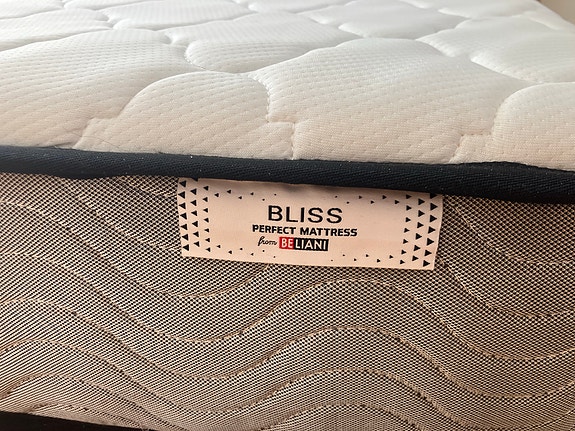 BLISS
PERFECT MATTRESS
from BELIANI